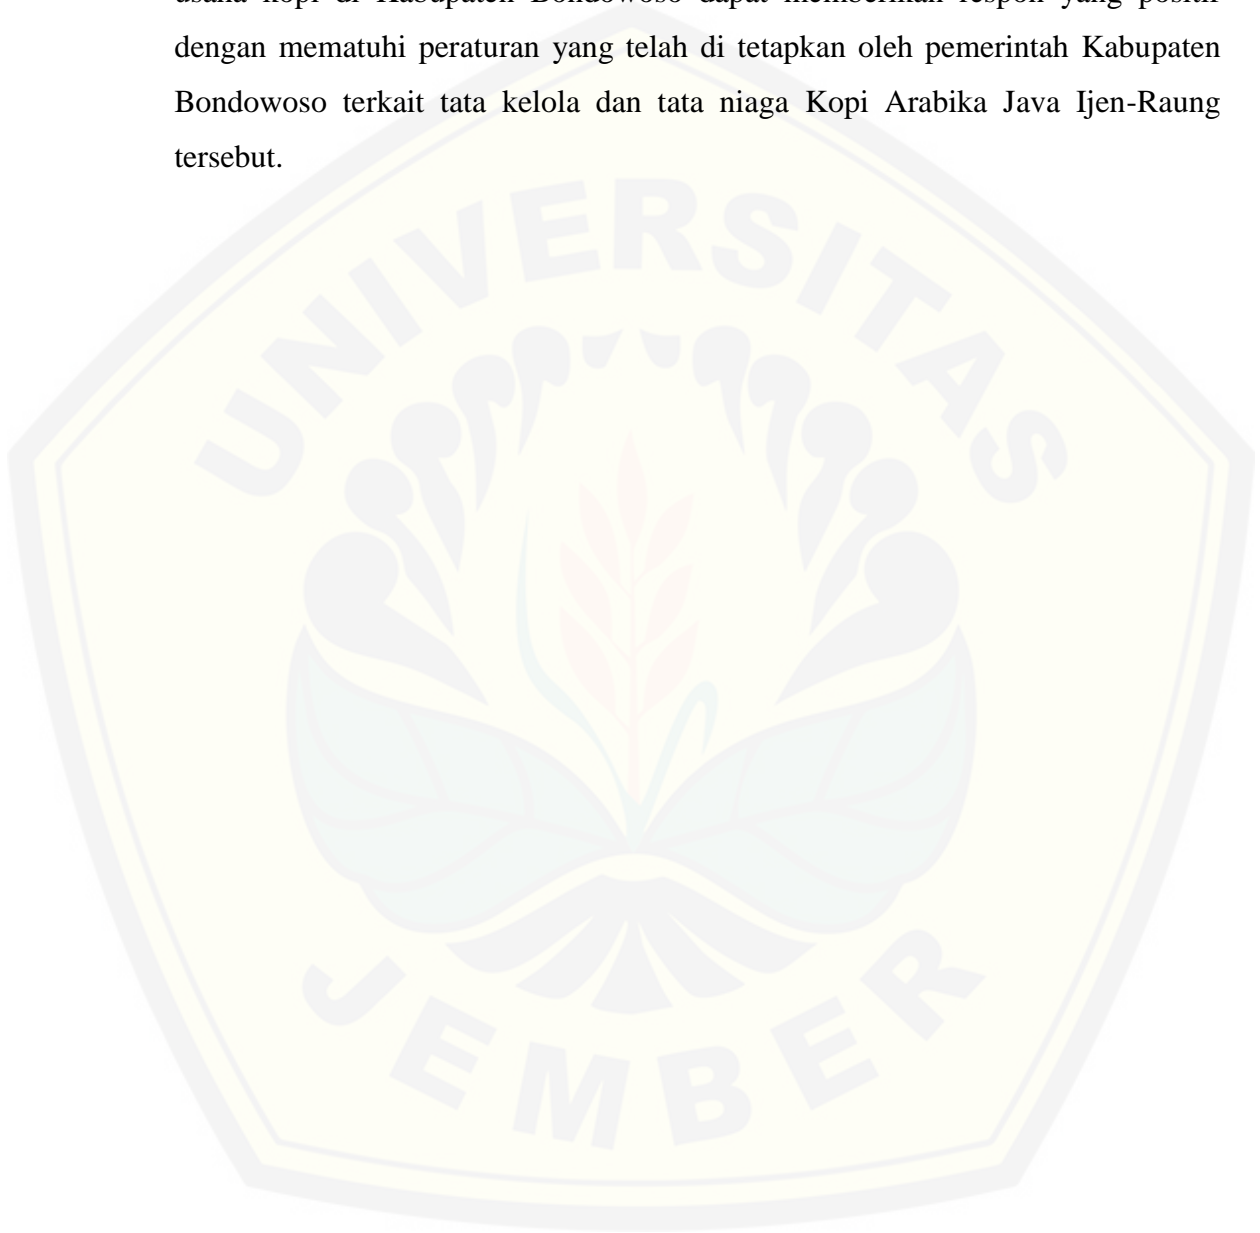 usaha kopi di Kabupaten Bondowoso dapat memberikan respon yang positif
dengan mematuhi peraturan yang telah di tetapkan oleh pemerintah Kabupaten
Bondowoso terkait tata kelola dan tata niaga Kopi Arabika Java Ijen-Raung
tersebut.
UNIVERSITAS
JEMBER